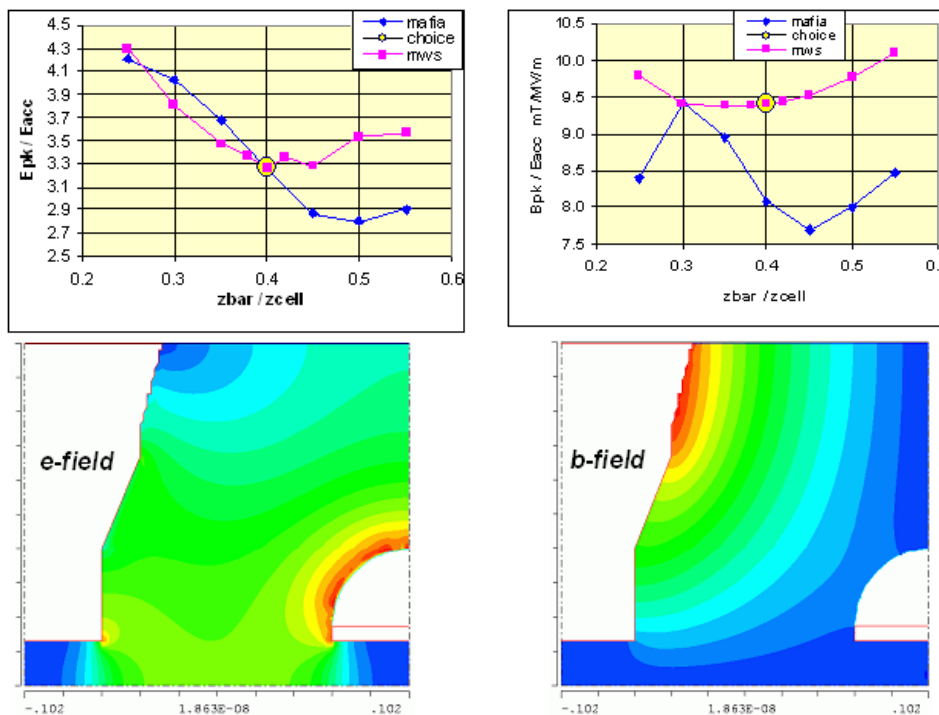 4.5
4.3
4.1
3.9
3.7
3.5
3.3
3.1
2.9
2.7
2.5
Epk / Eacc
mafia
choice
mws
0.2 0.3 0.4 0.5 0.6
zbar / zcell
10.5
10.0
9.5
9.0
8.5
8.0
7.5
Bpk / Eacc mT /MV/m
mafia
choice
mws
0.2 0.3 0.4 0.5 0.
zbar / zcell
e-field
-.102 1.863E-08 .102
b-field
-.102 1.863E-08 .102